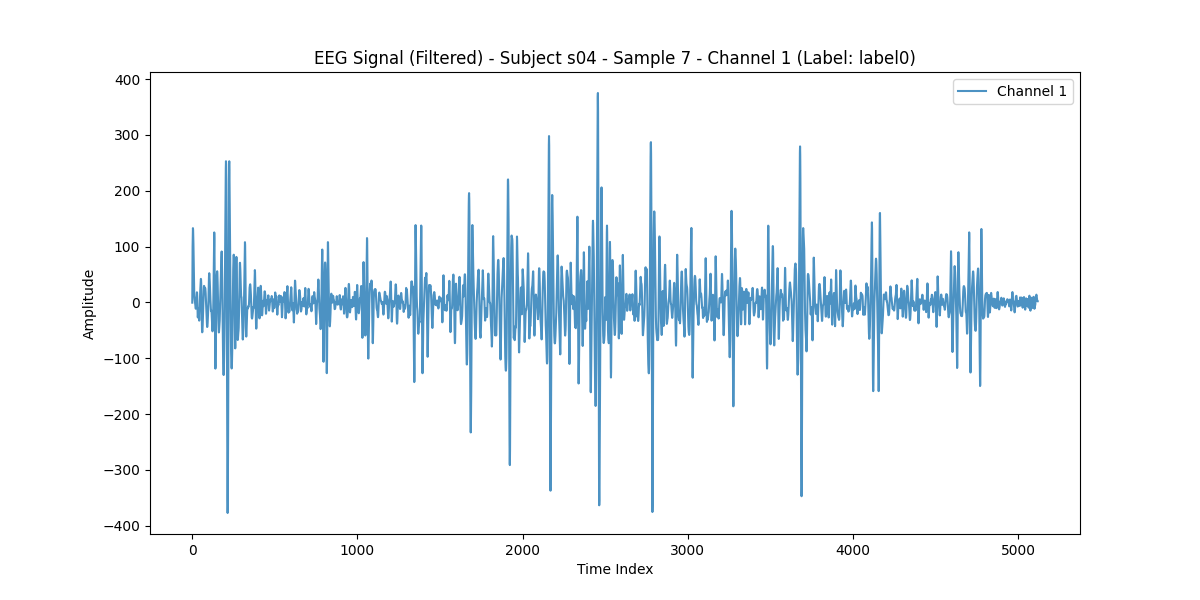 EEG Signal (Filtered) - Subject s04 - Sample 7 - Channel 1 (Label: label0)
Channel 1
400
300
200
100
0
−100
−200
−300
−400
Amplitude
0 1000 2000 3000 4000 5000
Time Index